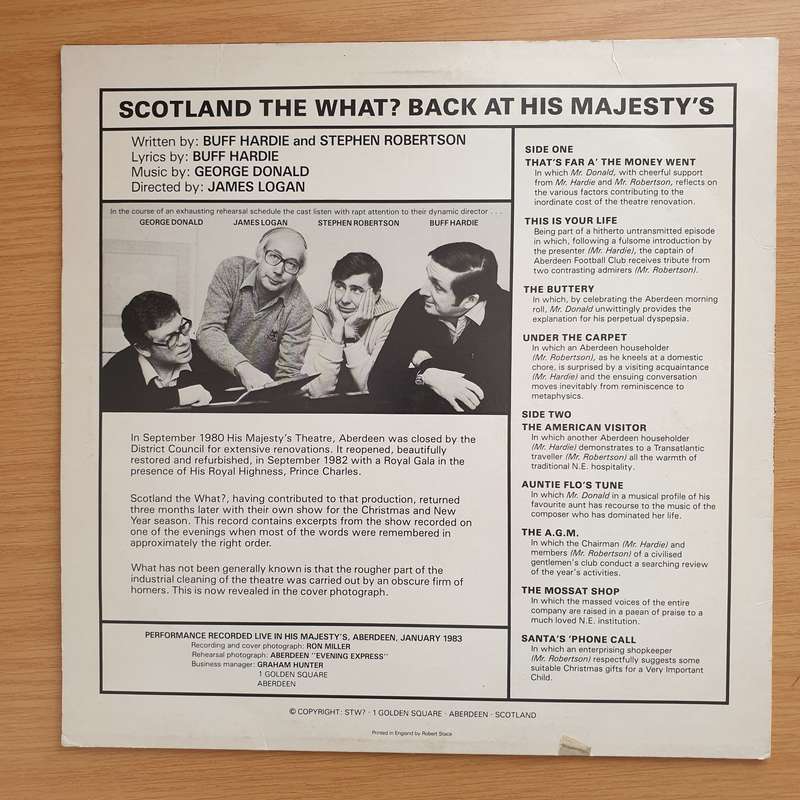 SCOTLAND THE WHAT? BACK AT HIS MAJESTY'S
Written by: BUFF HARDIE and STEPHEN ROBERTSON
Lyrics by: BUFF HARDIE
Music by: GEORGE DONALD
Directed by: JAMES LOGAN
In the course of an exhausting rehearsal schedule the cast listen with rapt attention to their dynamic director . . .
GEORGE DONALD JAMES LOGAN STEPHEN ROBERTSON BUFF HARDIE
In September 1980 His Majesty's Theatre, Aberdeen was closed by the
District Council for extensive renovations. It reopened, beautifully
restored and refurbished, in September 1982 with a Royal Gala in the
presence of His Royal Highness, Prince Charles.
Scotland the What?, having contributed to that production, returned
three months later with their own show for the Christmas and New
Year season. This record contains excerpts from the show recorded on
one of the evenings when most of the words were remembered in
approximately the right order.
What has not been generally known is that the rougher part of the
industrial cleaning of the theatre was carried out by an obscure firm of
homers. This is now revealed in the cover photograph.
PERFORMANCE RECORDED LIVE IN HIS MAJESTY'S, ABERDEEN, JANUARY 1983
Recording and cover photograph: RON MILLER
Rehearsal photograph: ABERDEEN "EVENING EXPRESS"
Business manager: GRAHAM HUNTER
1 GOLDEN SQUARE
ABERDEEN
SIDE ONE
THAT'S FAR A' THE MONEY WENT
In which Mr. Donald, with cheerful support
from Mr. Hardie and Mr. Robertson, reflects on
the various factors contributing to the
inordinate cost of the theatre renovation.
THIS IS YOUR LIFE
Being part of a hitherto untransmitted episode
in which, following a fulsome introduction by
the presenter (Mr. Hardie), the captain of
Aberdeen Football Club receives tribute from
two contrasting admirers (Mr. Robertson).
THE BUTTERY
In which, by celebrating the Aberdeen morning
roll, Mr. Donald unwittingly provides the
explanation for his perpetual dyspepsia.
UNDER THE CARPET
In which an Aberdeen householder
(Mr. Robertson), as he kneels at a domestic
chore, is surprised by a visiting acquaintance
(Mr. Hardie) and the ensuing conversation
moves inevitably from reminiscence to
metaphysics.
SIDE TWO
THE AMERICAN VISITOR
In which another Aberdeen householder
(Mr. Hardie) demonstrates to a Transatlantic
traveller (Mr. Robertson) all the warmth of
traditional N.E. hospitality.
AUNTIE FLO'S TUNE
In which Mr. Donald in a musical profile of his
favourite aunt has recourse to the music of the
composer who has dominated her life.
THE A.G.M.
In which the Chairman (Mr. Hardie) and
members (Mr. Robertson) of a civilised
gentlemen's club conduct a searching review
of the year's activities.
THE MOSSAT SHOP
In which the massed voices of the entire
company are raised in a paean of praise to a
much loved N.E. institution.
SANTA'S 'PHONE CALL
In which an enterprising shopkeeper
(Mr. Robertson) respectfully suggests some
suitable Christmas gifts for a Very Important
Child.
© COPYRIGHT: STW? · 1 GOLDEN SQUARE · ABERDEEN · SCOTLAND
Printed in England by Robert Stace